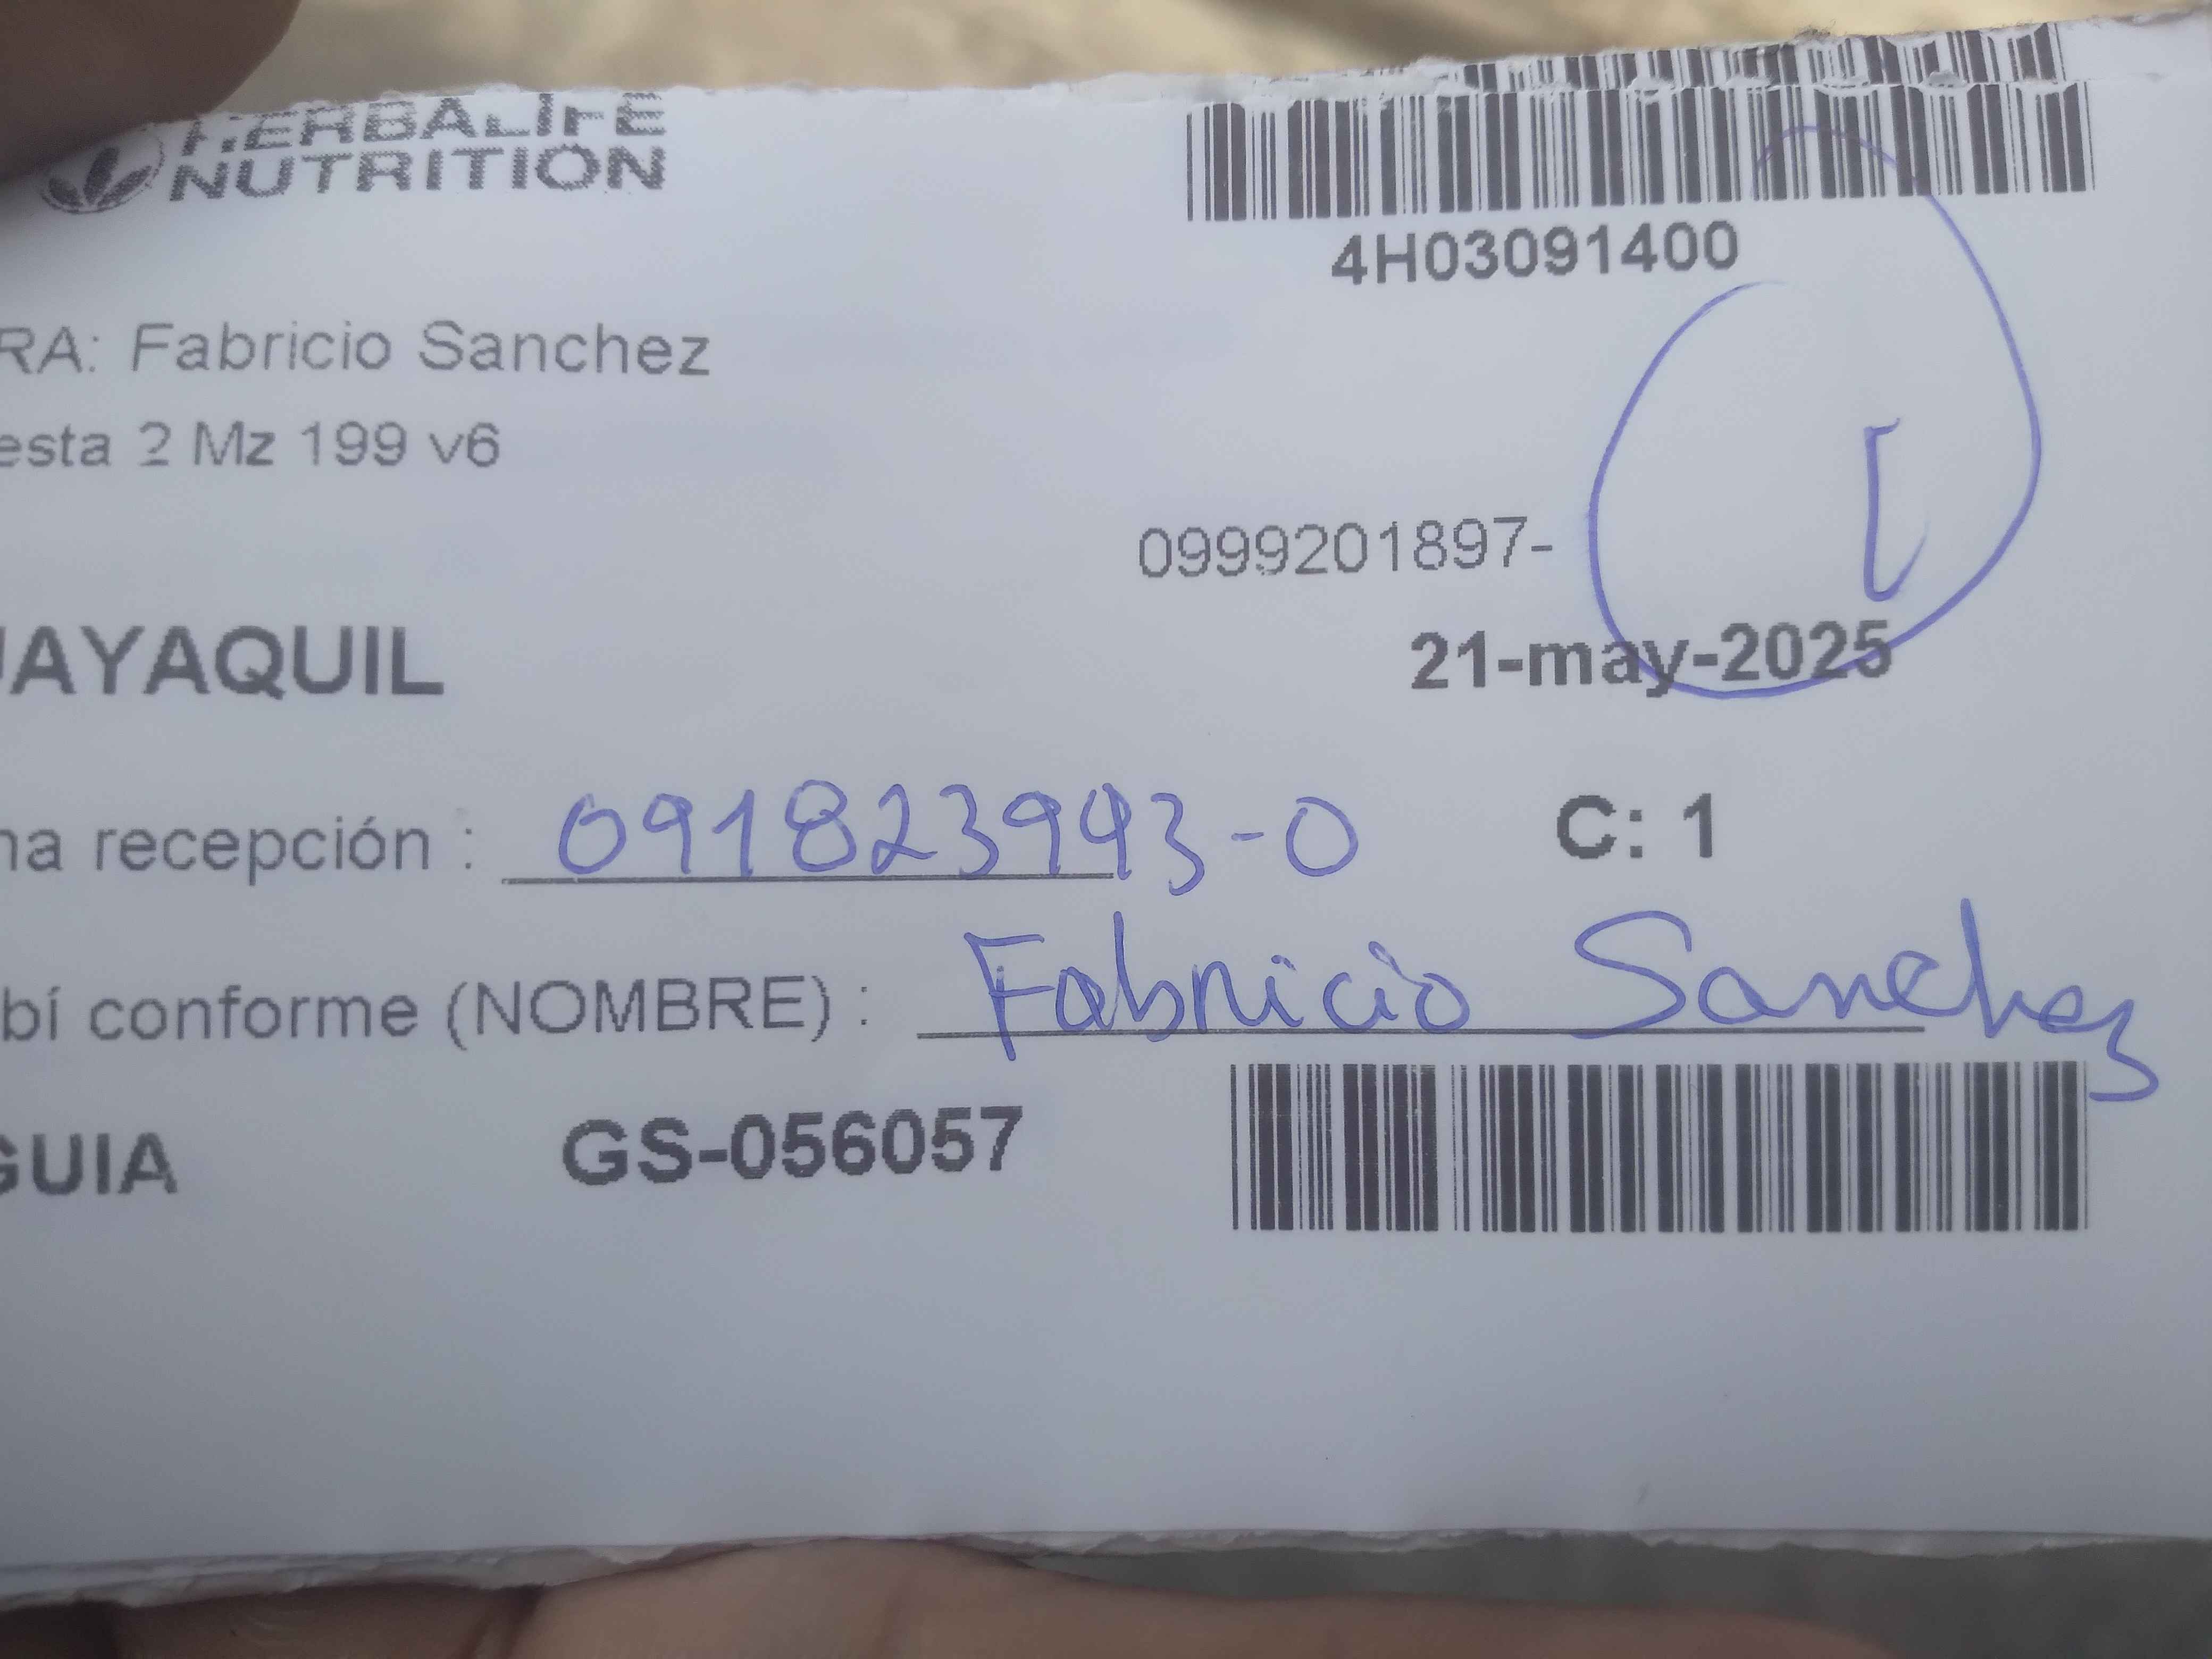 HERBALIFE
NUTRITION
4H03091400
RA: Fabricio Sanchez
esta 2 Mz 199 v6
0999201897-
1
UAYAQUIL
21-may-2025
na recepción : 091823993-0 C: 1
bí conforme (NOMBRE) : Fabricio Sanchez
GUIA GS-056057